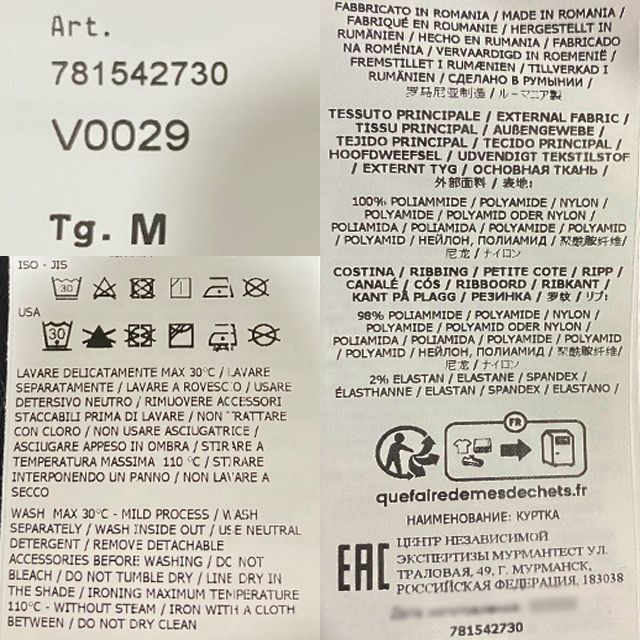 Art.
781542730
V0029
Tg. M
ISO - JIS
30
USA
30
LAVARE DELICATAMENTE MAX 30°C / LAVARE
SEPARATAMENTE / LAVARE A ROVESCIO / USARE
DETERSIVO NEUTRO / RIMUOVERE ACCESSORI
STACCABILI PRIMA DI LAVARE / NON TRATTARE
CON CLORO / NON USARE ASCIUGATRICE /
ASCIUGARE APPESO IN OMBRA / STIRARE A
TEMPERATURA MASSIMA 110 °C / STIRARE
INTERPONENDO UN PANNO / NON LAVARE A
SECCO
WASH MAX 30°C - MILD PROCESS / WASH
SEPARATELY / WASH INSIDE OUT / USE NEUTRAL
DETERGENT / REMOVE DETACHABLE
ACCESSORIES BEFORE WASHING / DO NOT
BLEACH / DO NOT TUMBLE DRY / LINE DRY IN
THE SHADE / IRONING MAXIMUM TEMPERATURE
110°C - WITHOUT STEAM / IRON WITH A CLOTH
BETWEEN / DO NOT DRY CLEAN
FABBRICATO IN ROMANIA / MADE IN ROMANIA /
FABRIQUÉ EN ROUMANIE / HERGESTELLT IN
RUMÄNIEN / HECHO EN RUMANIA / FABRICADO
NA ROMÉNIA / VERVAARDIGD IN ROEMENIË /
FREMSTILLET I RUMÆNIEN / TILLVERKAD I
RUMÄNIEN / СДЕЛАНО В РУМЫНИИ /
罗马尼亚制造 / ルーマニア製
TESSUTO PRINCIPALE / EXTERNAL FABRIC /
TISSU PRINCIPAL / AUßENGEWEBE /
TEJIDO PRINCIPAL / TECIDO PRINCIPAL /
HOOFDWEEFSEL / UDVENDIGT TEKSTILSTOF
/ EXTERNT TYG / ОСНОВНАЯ ТКАНЬ /
外部面料 / 表地:
100% POLIAMMIDE / POLYAMIDE / NYLON /
POLYAMIDE / POLYAMID ODER NYLON /
POLIAMIDA / POLIAMIDA / POLYAMIDE / POLYAMID
/ POLYAMID / НЕЙЛОН, ПОЛИАМИД / 聚酰胺纤维/
尼龙 / ナイロン
COSTINA / RIBBING / PETITE COTE / RIPP /
CANALÉ / CÓS / RIBBOORD / RIBKANT /
KANT PÅ PLAGG / РЕЗИНКА / 罗纹 / リブ:
98% POLIAMMIDE / POLYAMIDE / NYLON /
POLYAMIDE / POLYAMID ODER NYLON /
POLIAMIDA / POLIAMIDA / POLYAMIDE / POLYAMID
/ POLYAMID / НЕЙЛОН, ПОЛИАМИД / 聚酰胺纤维/
尼龙 / ナイロン
2% ELASTAN / ELASTANE / SPANDEX /
ÉLASTHANNE / ELASTAN / SPANDEX / ELASTANO /
FR
quefairedemesdechets.fr
НАИМЕНОВАНИЕ: КУРТКА
EAC
ЦЕНТР НЕЗАВИСИМОЙ
ЭКСПЕРТИЗЫ МУРМАНТЕСТ УЛ.
ТРАЛОВАЯ, 49, Г. МУРМАНСК,
РОССИЙСКАЯ ФЕДЕРАЦИЯ, 183038
781542730